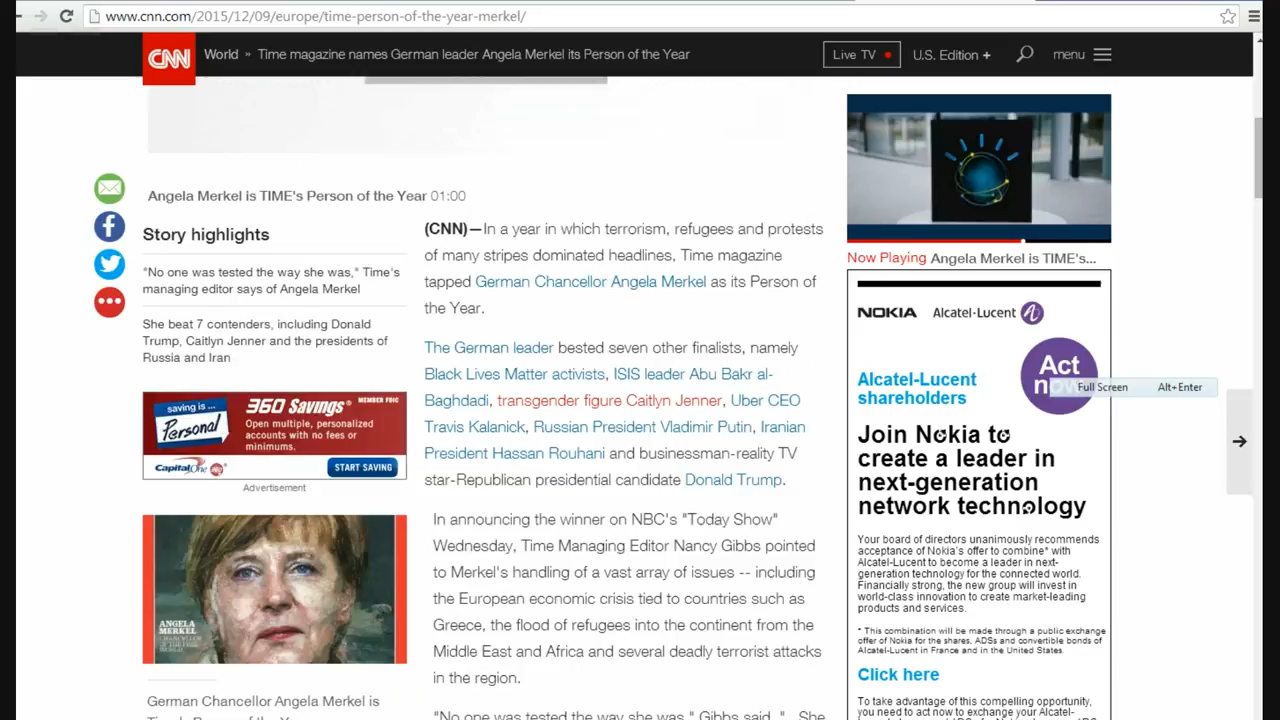 www.cnn.com/2015/12/09/europe/time-person-of-the-year-merkel/
CNN
World » Time magazine names German leader Angela Merkel its Person of the Year
Live TV
U.S. Edition +
menu
Angela Merkel is TIME's Person of the Year 01:00
Story highlights
"No one was tested the way she was," Time's
managing editor says of Angela Merkel
She beat 7 contenders, including Donald
Trump, Caitlyn Jenner and the presidents of
Russia and Iran
saving is...
Personal
360 Savings®
MEMBER FDIC
Open multiple, personalized
accounts with no fees or
minimums.
Capital One 360
START SAVING
Advertisement
ANGELA
MERKEL
CHANCELLOR
OF THE FREE
WORLD
German Chancellor Angela Merkel is
(CNN)—In a year in which terrorism, refugees and protests
of many stripes dominated headlines, Time magazine
tapped German Chancellor Angela Merkel as its Person of
the Year.
The German leader bested seven other finalists, namely
Black Lives Matter activists, ISIS leader Abu Bakr al-
Baghdadi, transgender figure Caitlyn Jenner, Uber CEO
Travis Kalanick, Russian President Vladimir Putin, Iranian
President Hassan Rouhani and businessman-reality TV
star-Republican presidential candidate Donald Trump.
In announcing the winner on NBC's "Today Show"
Wednesday, Time Managing Editor Nancy Gibbs pointed
to Merkel's handling of a vast array of issues -- including
the European economic crisis tied to countries such as
Greece, the flood of refugees into the continent from the
Middle East and Africa and several deadly terrorist attacks
in the region.
"No one was tested the way she was," Gibbs said. "She
Now Playing Angela Merkel is TIME's...
NOKIA
Alcatel·Lucent
Act
now
Full Screen Alt+Enter
Alcatel-Lucent
shareholders
Join Nokia to
create a leader in
next-generation
network technology
Your board of directors unanimously recommends
acceptance of Nokia's offer to combine* with
Alcatel-Lucent to become a leader in next-
generation technology for the connected world.
Financially strong, the new group will invest in
world-class innovation to create market-leading
products and services.
* This combination will be made through a public exchange
offer of Nokia for the shares, ADSs and convertible bonds of
Alcatel-Lucent in France and in the United States.
Click here
To take advantage of this compelling opportunity,
you need to act now to exchange your Alcatel-